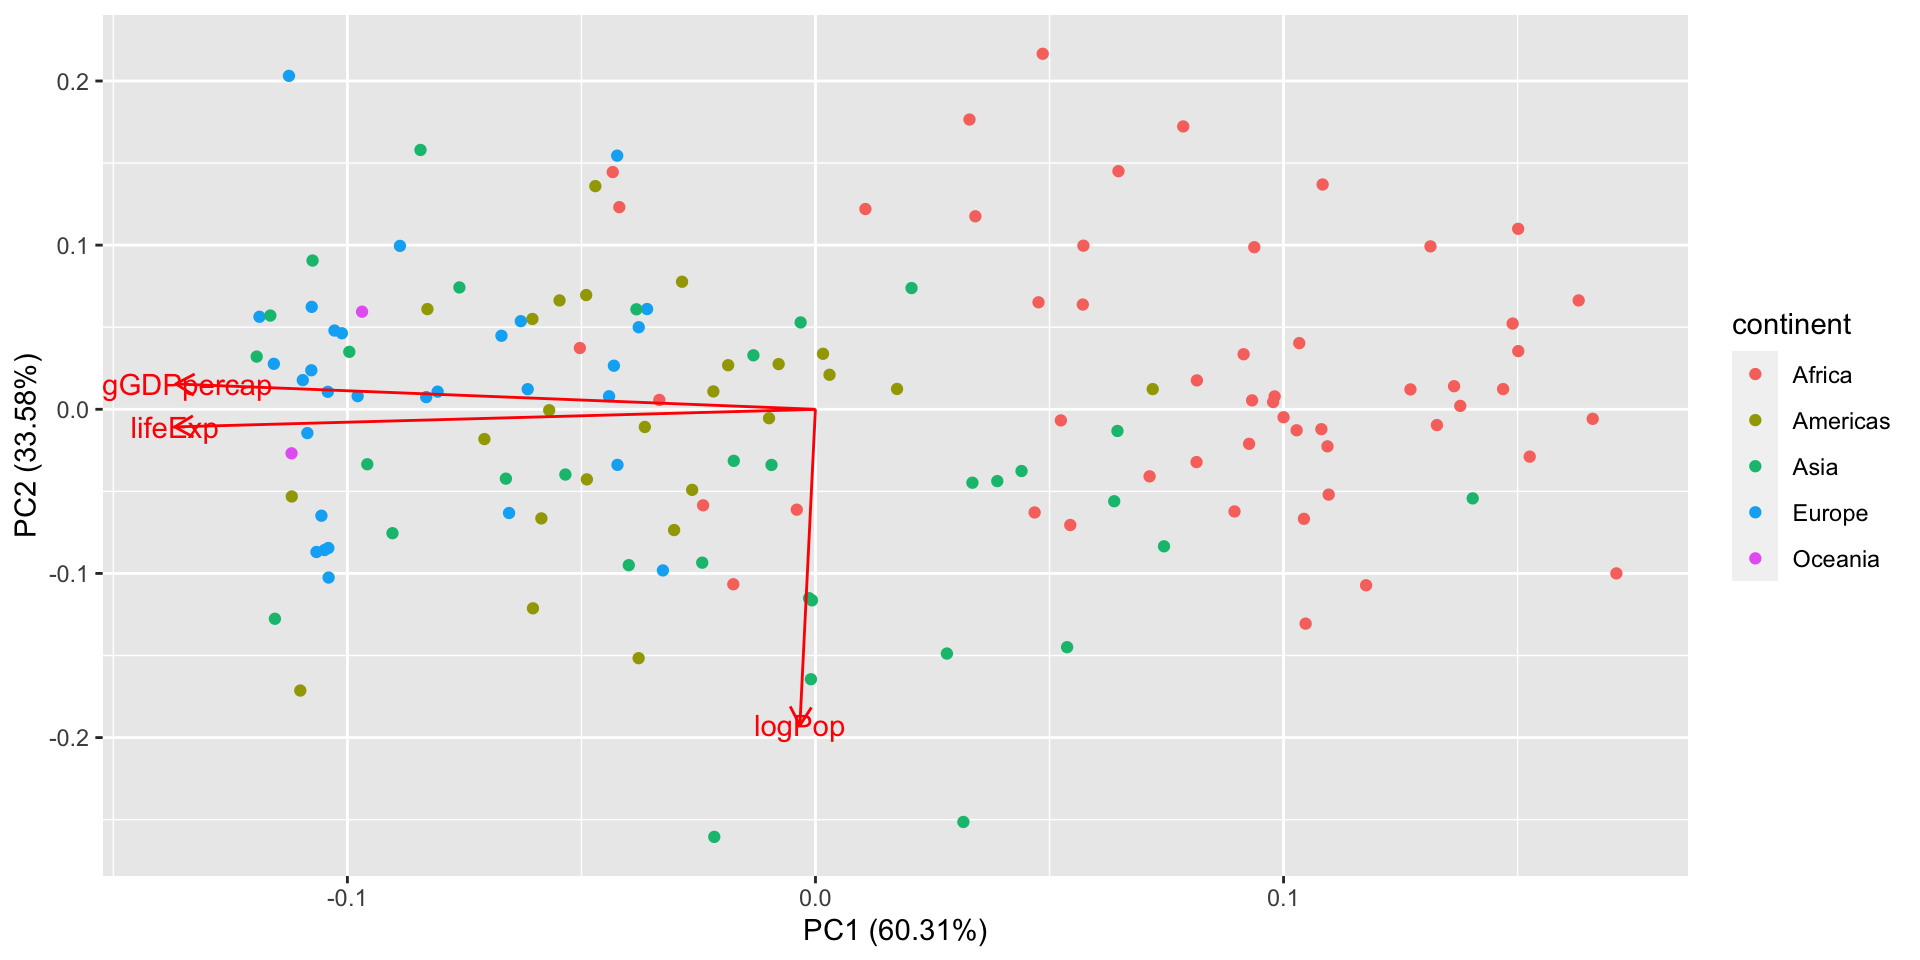 0.2
0.1
0.0
-0.1
-0.2
PC2 (33.58%)
gGDPpercap
lifeExp
logPop
-0.1
0.0
0.1
PC1 (60.31%)
continent
Africa
Americas
Asia
Europe
Oceania